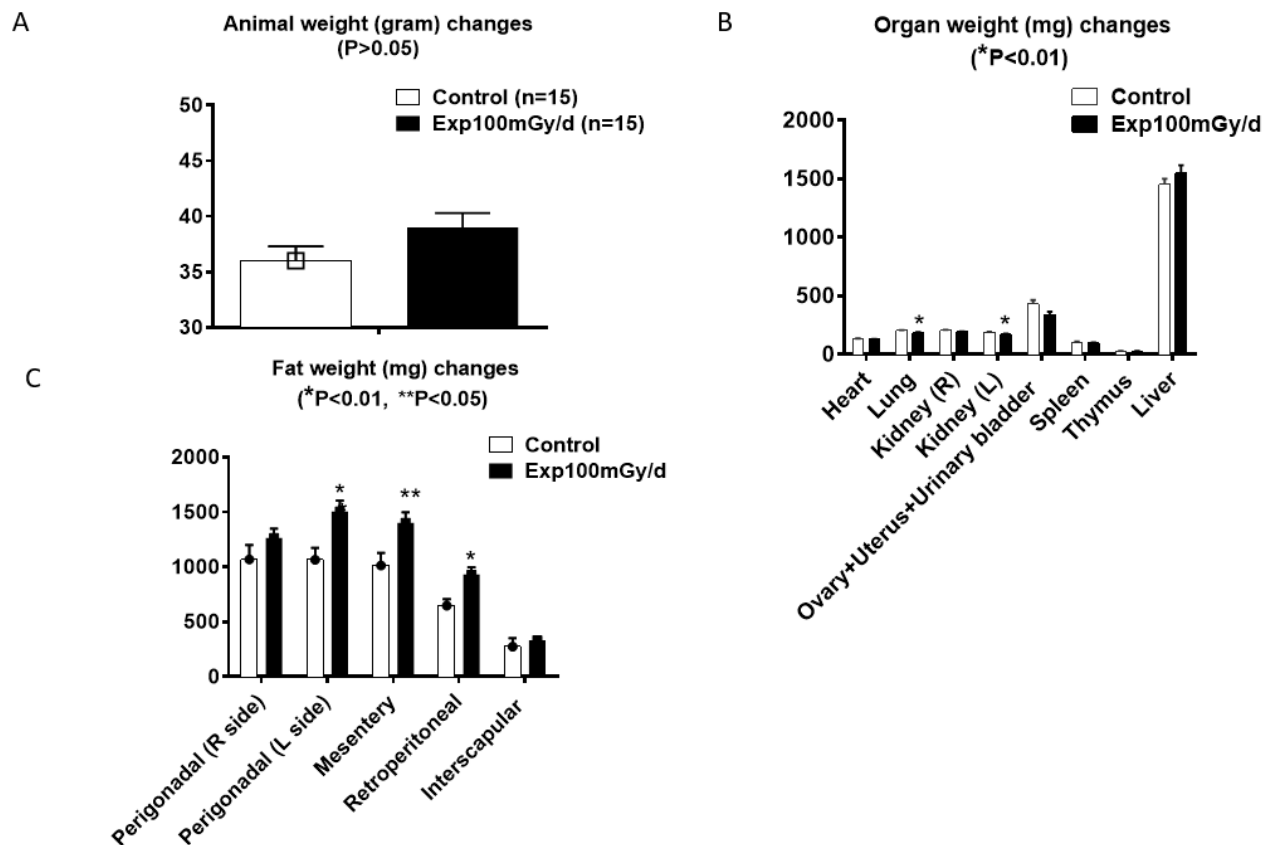 A
Animal weight (gram) changes
(P>0.05)
Control (n=15)
Exp100mGy/d (n=15)
50
45
40
35
30
B
Organ weight (mg) changes
(*P<0.01)
Control
Exp100mGy/d
2000
1500
1000
500
0
*
*
Heart
Lung
Kidney (R)
Kidney (L)
Ovary+Uterus+Urinary bladder
Spleen
Thymus
Liver
C
Fat weight (mg) changes
(*P<0.01, **P<0.05)
Control
Exp100mGy/d
2000
1500
1000
500
0
*
**
*
Perigonadal (R side)
Perigonadal (L side)
Mesentery
Retroperitoneal
Interscapular